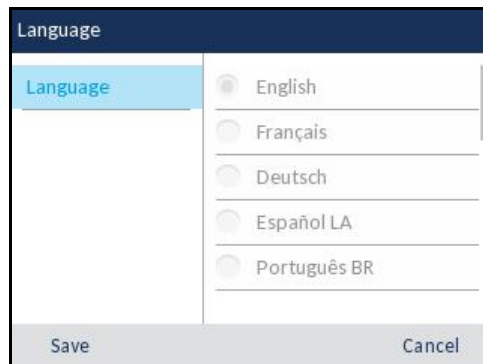 Language
Language
English
Français
Deutsch
Español LA
Português BR
Save
Cancel